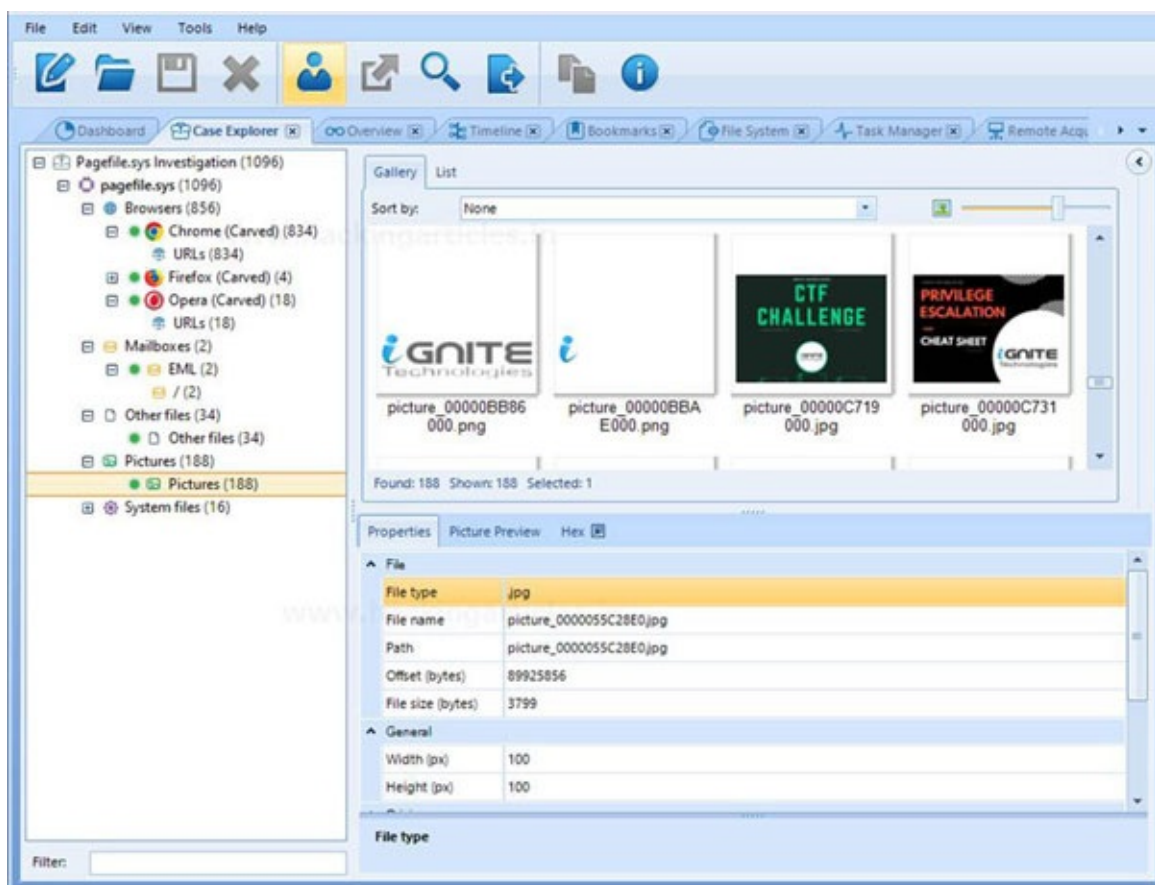 File Edit View Tools Help
Dashboard Case Explorer Overview Timeline Bookmarks File System Task Manager Remote Acqu
Pagefile.sys Investigation (1096)
pagefile.sys (1096)
Browsers (856)
Chrome (Carved) (834)
URLs (834)
Firefox (Carved) (4)
Opera (Carved) (18)
URLs (18)
Mailboxes (2)
EML (2)
/ (2)
Other files (34)
Other files (34)
Pictures (188)
Pictures (188)
System files (16)
Filter:
Gallery List
Sort by: None
iGNITE
Technologies
i
CTF
CHALLENGE
PRIVILEGE
ESCALATION
CHEAT SHEET
iGNITE
Technologies
picture_00000BB86
000.png
picture_00000BBA
E000.png
picture_00000C719
000.jpg
picture_00000C731
000.jpg
Found: 188 Shown: 188 Selected: 1
Properties Picture Preview Hex
File
File type .jpg
File name picture_0000055C28E0.jpg
Path picture_0000055C28E0.jpg
Offset (bytes) 89925856
File size (bytes) 3799
General
Width (px) 100
Height (px) 100
File type